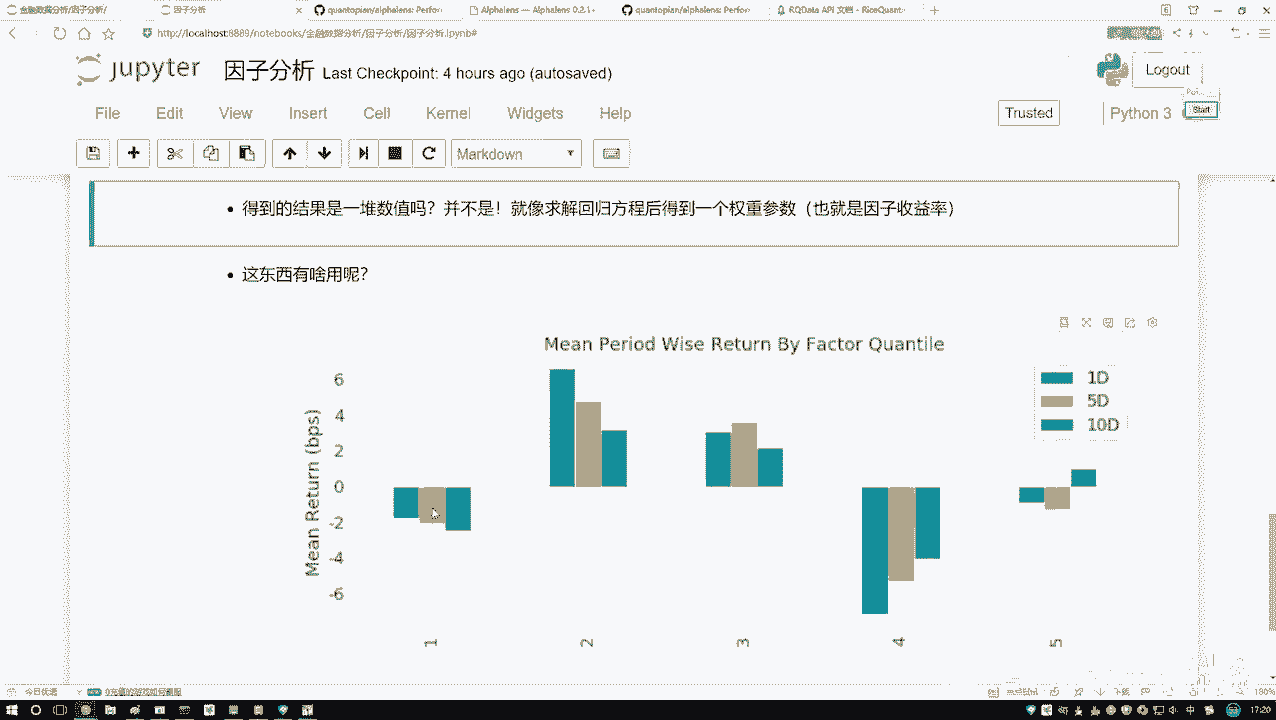 金融数据分析/因子分析/
因子分析
quantopian/alphalens: Perfor
Alphalens — Alphalens 0.2.1+
quantopian/alphalens: Perfor
RQData API 文档 - RiceQuant
http://localhost:8889/notebooks/金融数据分析/因子分析/因子分析.ipynb#
jupyter 因子分析 Last Checkpoint: 4 hours ago (autosaved)
Logout
File Edit View Insert Cell Kernel Widgets Help
Trusted
Python 3
Start
Markdown
得到的结果是一堆数值吗？并不是！就像求解回归方程后得到一个权重参数（也就是因子收益率）
这东西有啥用呢？
Mean Period Wise Return By Factor Quantile
Mean Return (bps)
6
4
2
0
-2
-4
-6
1D
5D
10D
1 2 3 4 5
今日优选
180%
17:20